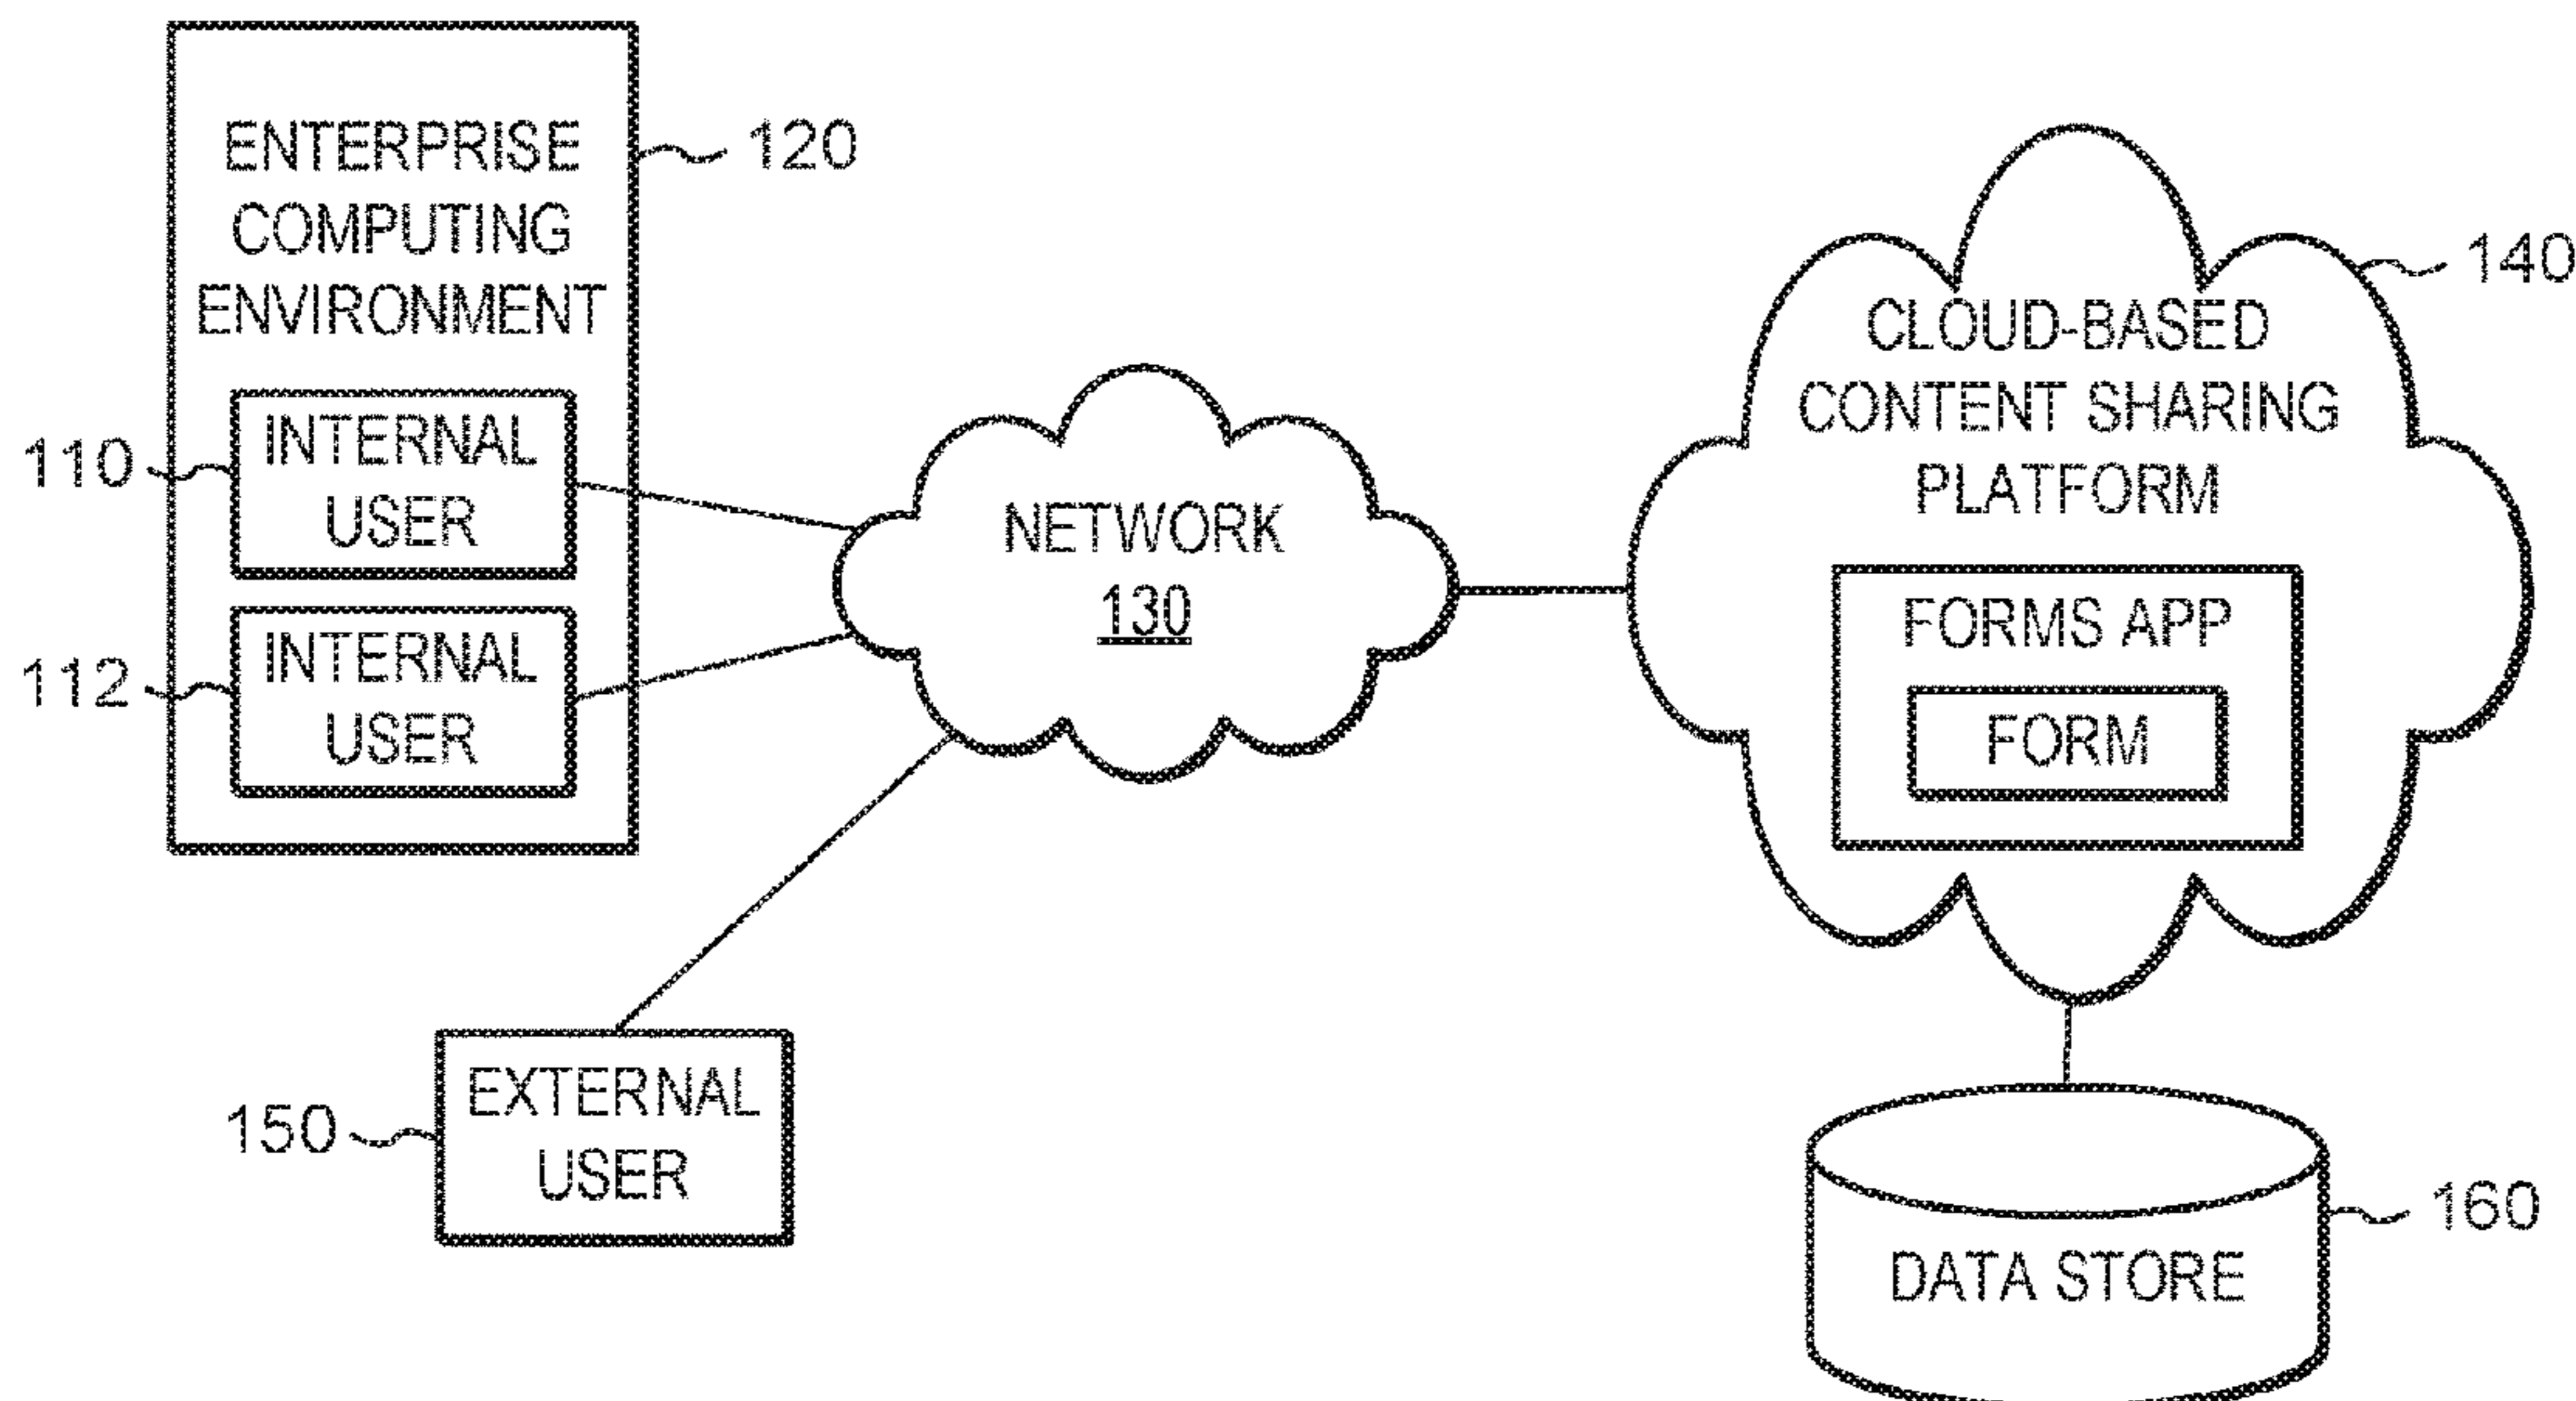 ENTERPRISE
COMPUTING
ENVIRONMENT
120
110
INTERNAL
USER
112
INTERNAL
USER
NETWORK
130
140
CLOUD-BASED
CONTENT SHARING
PLATFORM
FORMS APP
FORM
150
EXTERNAL
USER
160
DATA STORE